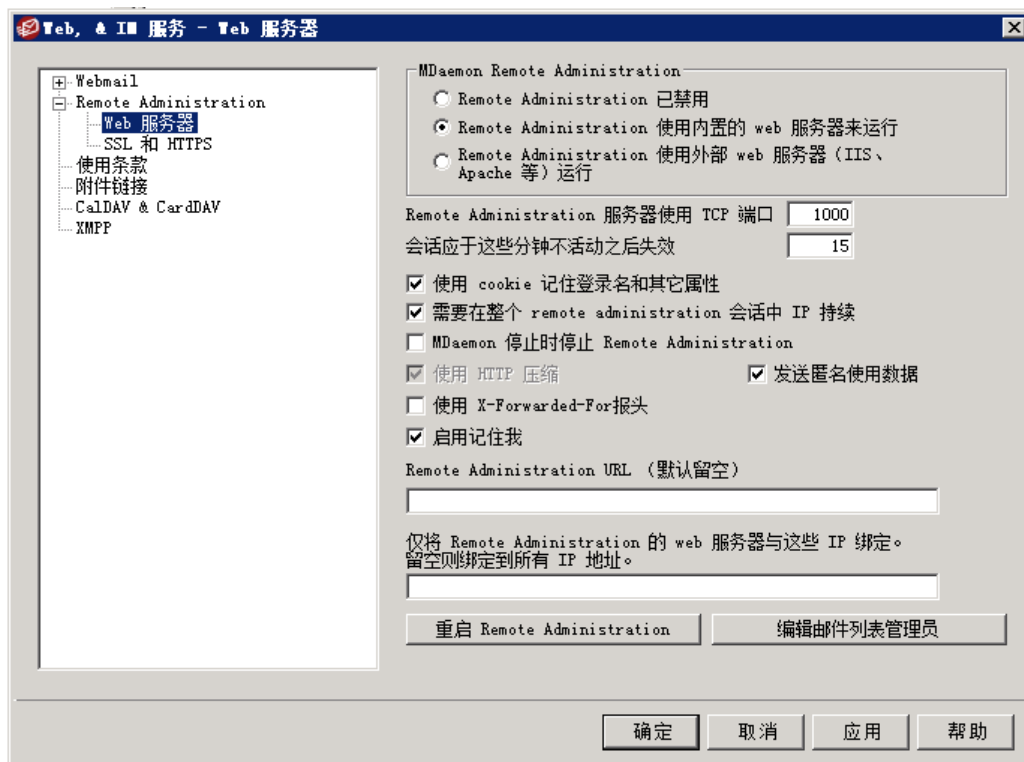 Web, & IM 服务 - Web 服务器
Webmail
Remote Administration
Web 服务器
SSL 和 HTTPS
使用条款
附件链接
CalDAV & CardDAV
XMPP
MDaemon Remote Administration
Remote Administration 已禁用
Remote Administration 使用内置的 web 服务器来运行
Remote Administration 使用外部 web 服务器（IIS、
Apache 等）运行
Remote Administration 服务器使用 TCP 端口 1000
会话应于这些分钟不活动之后失效 15
使用 cookie 记住登录名和其它属性
需要在整个 remote administration 会话中 IP 持续
MDaemon 停止时停止 Remote Administration
使用 HTTP 压缩 发送匿名使用数据
使用 X-Forwarded-For报头
启用记住我
Remote Administration URL （默认留空）
仅将 Remote Administration 的 web 服务器与这些 IP 绑定。
留空则绑定到所有 IP 地址。
重启 Remote Administration 编辑邮件列表管理员
确定 取消 应用 帮助